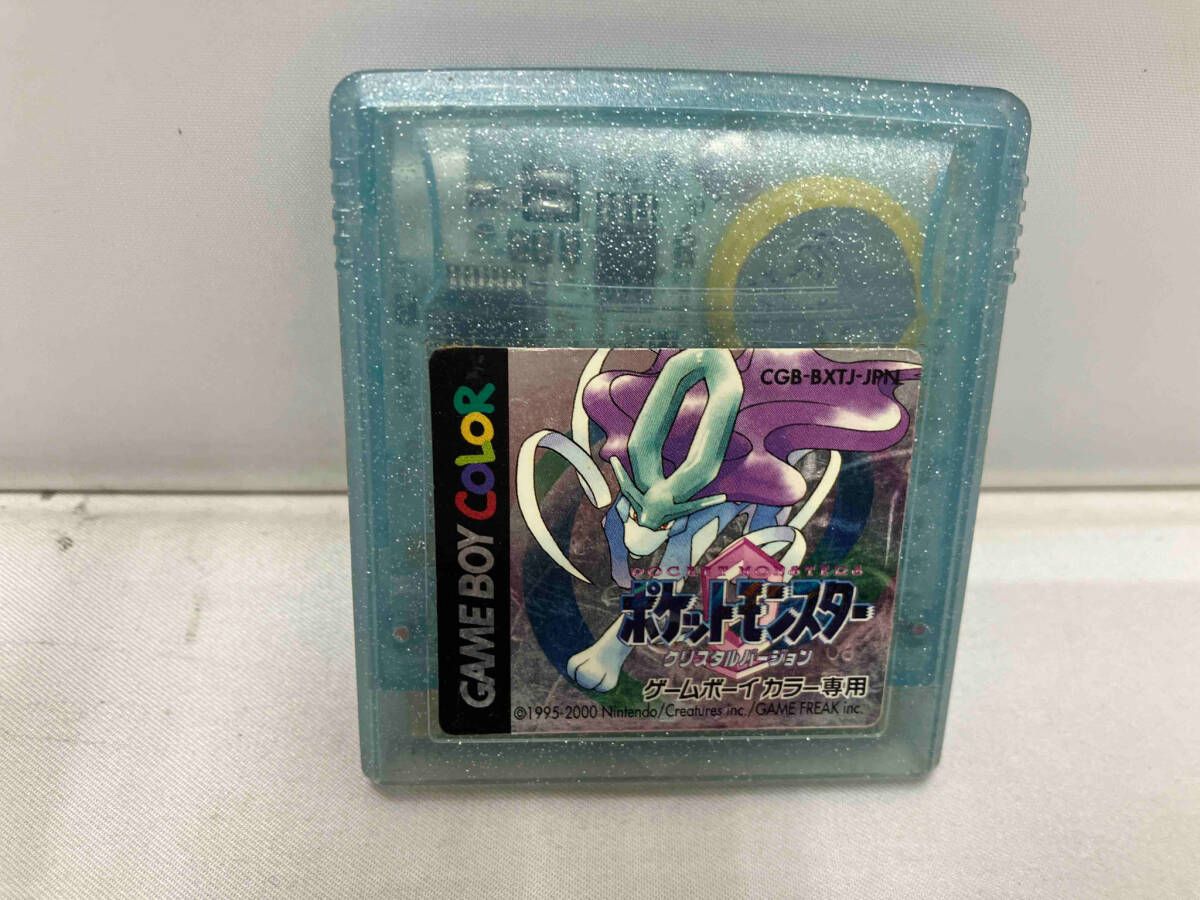 GAME BOY COLOR
CGB-BXTJ-JPN
POCKET MONSTERS
ポケットモンスター
クリスタルバージョン
ゲームボーイカラー専用
©1995-2000 Nintendo/Creatures inc./GAME FREAK inc.